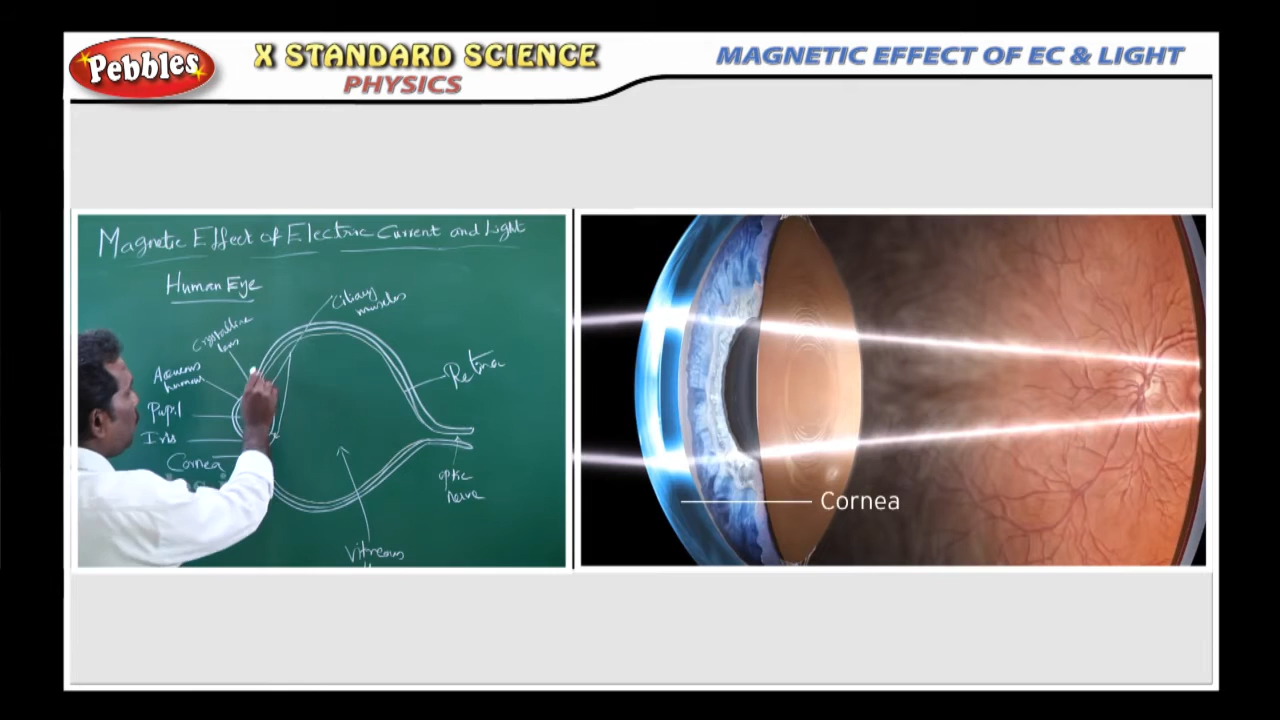 Pebbles
X STANDARD SCIENCE
PHYSICS
MAGNETIC EFFECT OF EC & LIGHT
Magnetic Effect of Electric Current and Light
Human Eye
Ciliary
muscles
Crystalline
lens
Aqueous
humour
Pupil
Iris
Cornea
Retina
optic
nerve
Vitreous
Cornea